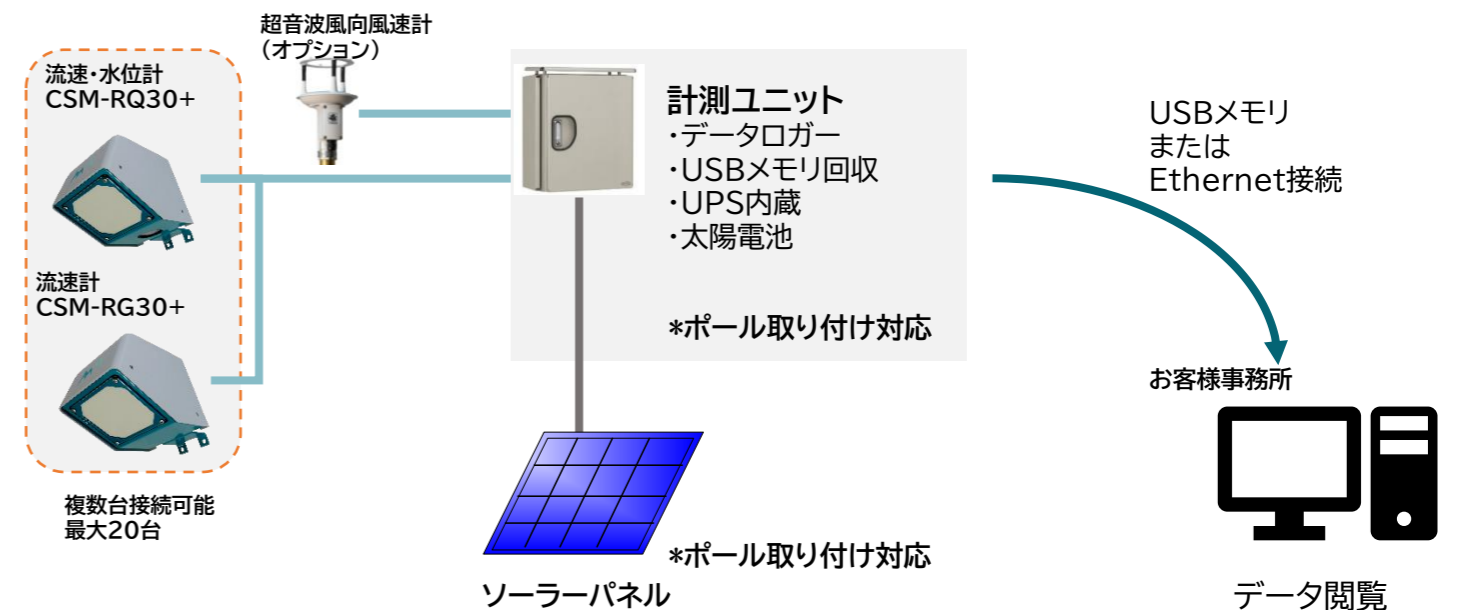 超音波風向風速計
（オプション）
流速・水位計
CSM-RQ30+
流速計
CSM-RG30+
複数台接続可能
最大20台
計測ユニット
・データロガー
・USBメモリ回収
・UPS内蔵
・太陽電池
*ポール取り付け対応
*ポール取り付け対応
ソーラーパネル
USBメモリ
または
Ethernet接続
お客様事務所
データ閲覧